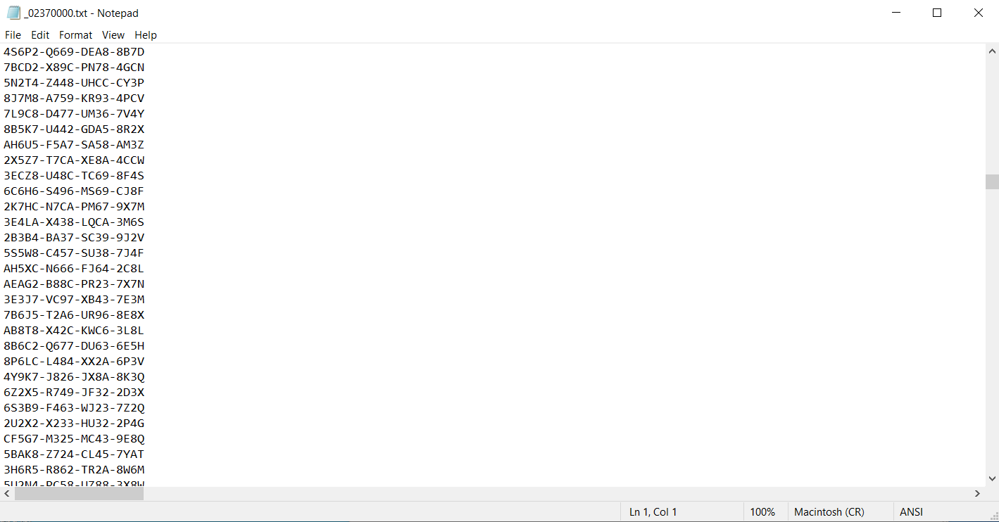 _02370000.txt - Notepad
File Edit Format View Help
4S6P2-Q669-DEA8-8B7D
7BCD2-X89C-PN78-4GCN
5N2T4-Z448-UHCC-CY3P
8J7M8-A759-KR93-4PCV
7L9C8-D477-UM36-7V4Y
8B5K7-U442-GDA5-8R2X
AH6U5-F5A7-SA58-AM3Z
2X5Z7-T7CA-XE8A-4CCW
3ECZ8-U48C-TC69-8F4S
6C6H6-S496-MS69-CJ8F
2K7HC-N7CA-PM67-9X7M
3E4LA-X438-LQCA-3M6S
2B3B4-BA37-SC39-9J2V
5S5W8-C457-SU38-7J4F
AH5XC-N666-FJ64-2C8L
AEAG2-B88C-PR23-7X7N
3E3J7-VC97-XB43-7E3M
7B6J5-T2A6-UR96-8E8X
AB8T8-X42C-KWC6-3L8L
8B6C2-Q677-DU63-6E5H
8P6LC-L484-XX2A-6P3V
4Y9K7-J826-JX8A-8K3Q
6Z2X5-R749-JF32-2D3X
6S3B9-F463-WJ23-7Z2Q
2U2X2-X233-HU32-2P4G
CF5G7-M325-MC43-9E8Q
5BAK8-Z724-CL45-7YAT
3H6R5-R862-TR2A-8W6M
Ln 1, Col 1 100% Macintosh (CR) ANSI